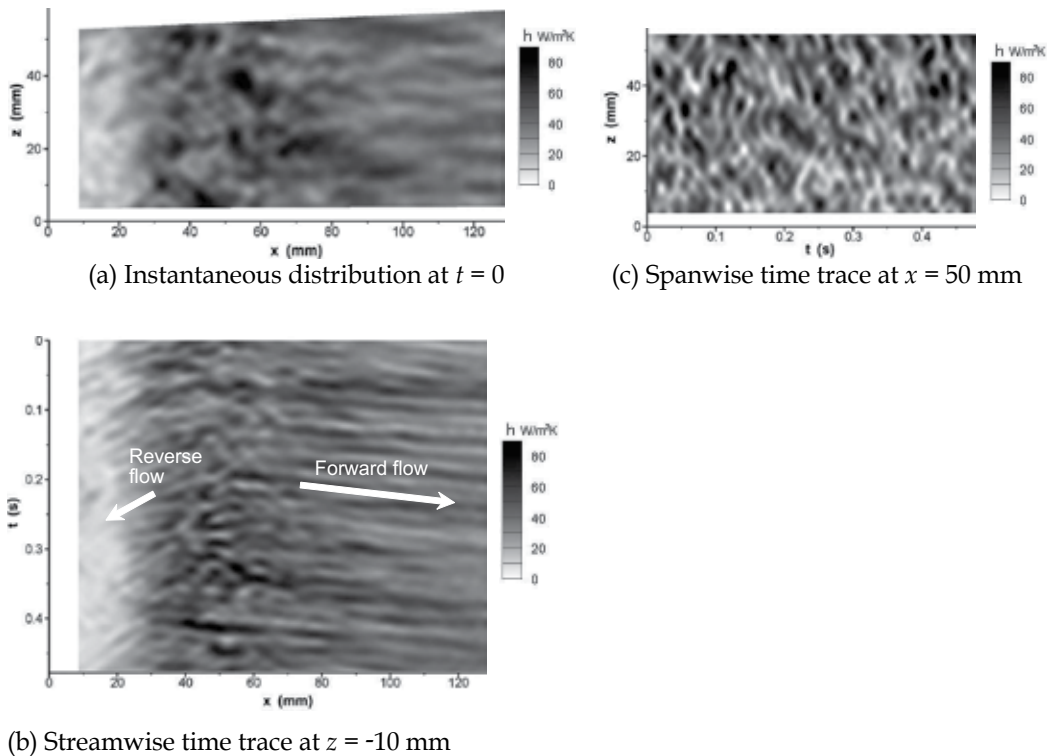 h W/m²K
80
60
40
20
0
z (mm)
40
20
0
0 20 40 60 80 100 120
x (mm)
(a) Instantaneous distribution at t = 0
h W/m²K
80
60
40
20
0
z (mm)
40
20
0
0 0.1 0.2 0.3 0.4
t (s)
(c) Spanwise time trace at x = 50 mm
0
0.1
0.2
0.3
0.4
t (s)
Reverse
flow
Forward flow
h W/m²K
80
60
40
20
0
0 20 40 60 80 100 120
x (mm)
(b) Streamwise time trace at z = -10 mm